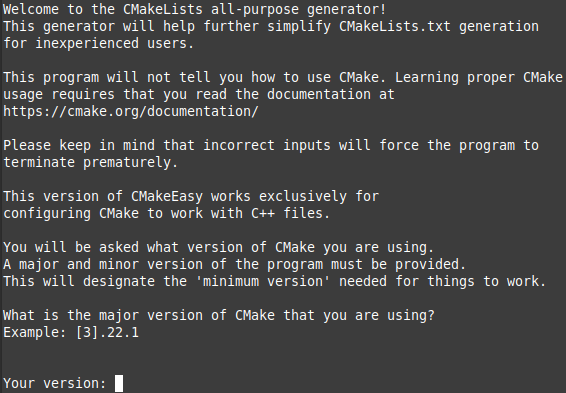 Welcome to the CMakeLists all-purpose generator!
This generator will help further simplify CMakeLists.txt generation
for inexperienced users.
This program will not tell you how to use CMake. Learning proper CMake
usage requires that you read the documentation at
https://cmake.org/documentation/
Please keep in mind that incorrect inputs will force the program to
terminate prematurely.
This version of CMakeEasy works exclusively for
configuring CMake to work with C++ files.
You will be asked what version of CMake you are using.
A major and minor version of the program must be provided.
This will designate the 'minimum version' needed for things to work.
What is the major version of CMake that you are using?
Example: [3].22.1
Your version: